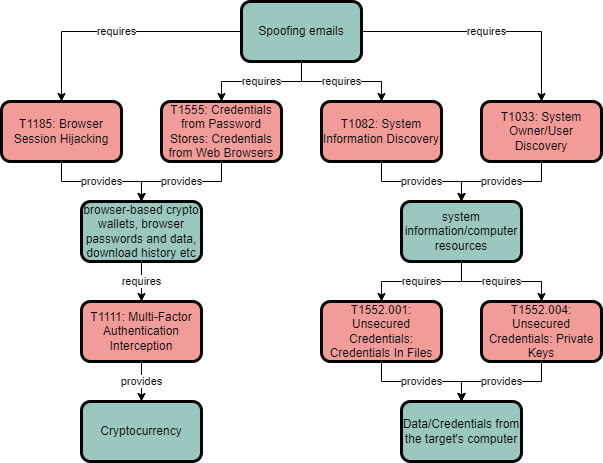 Spoofing emails
requires
requires
requires
requires
T1185: Browser
Session Hijacking
T1555: Credentials
from Password
Stores: Credentials
from Web Browsers
T1082: System
Information Discovery
T1033: System
Owner/User
Discovery
provides
provides
provides
provides
browser-based crypto
wallets, browser
passwords and data,
download history etc
system
information/computer
resources
requires
requires
requires
T1111: Multi-Factor
Authentication
Interception
T1552.001:
Unsecured
Credentials:
Credentials In Files
T1552.004:
Unsecured
Credentials: Private
Keys
provides
provides
provides
Cryptocurrency
Data/Credentials from
the target's computer